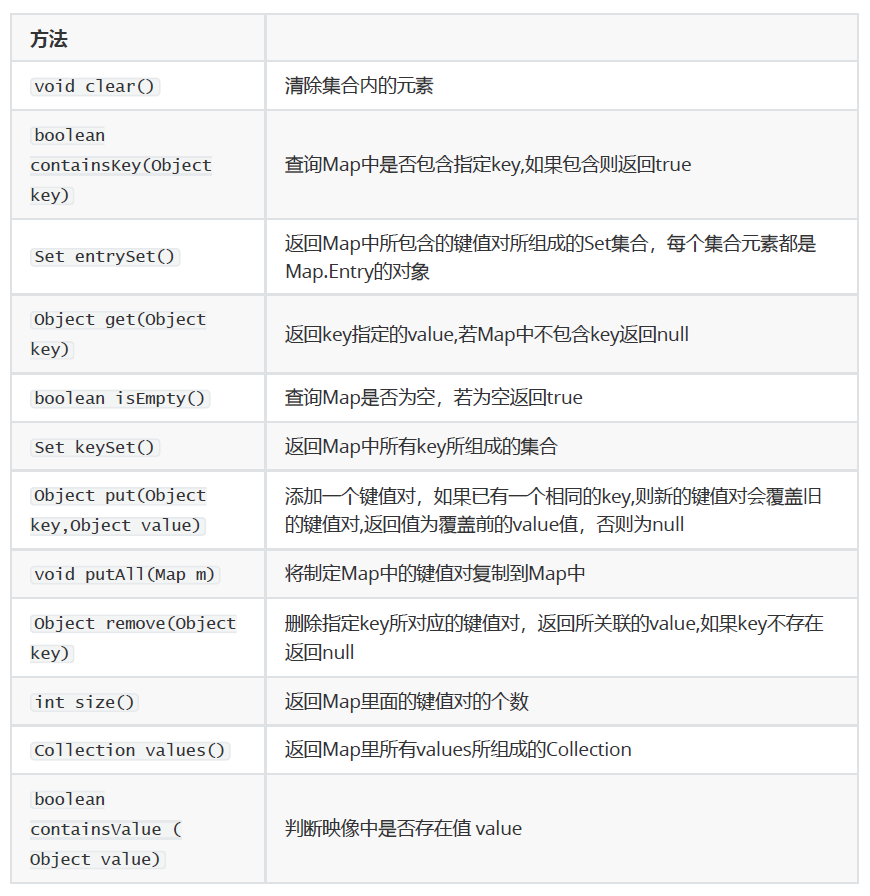 方法
void clear()
清除集合内的元素
boolean
containsKey(Object
key)
查询Map中是否包含指定key,如果包含则返回true
Set entrySet()
返回Map中所包含的键值对所组成的Set集合，每个集合元素都是
Map.Entry的对象
Object get(Object
key)
返回key指定的value,若Map中不包含key返回null
boolean isEmpty()
查询Map是否为空，若为空返回true
Set keySet()
返回Map中所有key所组成的集合
Object put(Object
key,Object value)
添加一个键值对，如果已有一个相同的key,则新的键值对会覆盖旧
的键值对,返回值为覆盖前的value值，否则为null
void putAll(Map m)
将制定Map中的键值对复制到Map中
Object remove(Object
key)
删除指定key所对应的键值对，返回所关联的value,如果key不存在
返回null
int size()
返回Map里面的键值对的个数
Collection values()
返回Map里所有values所组成的Collection
boolean
containsValue (
Object value)
判断映像中是否存在值 value